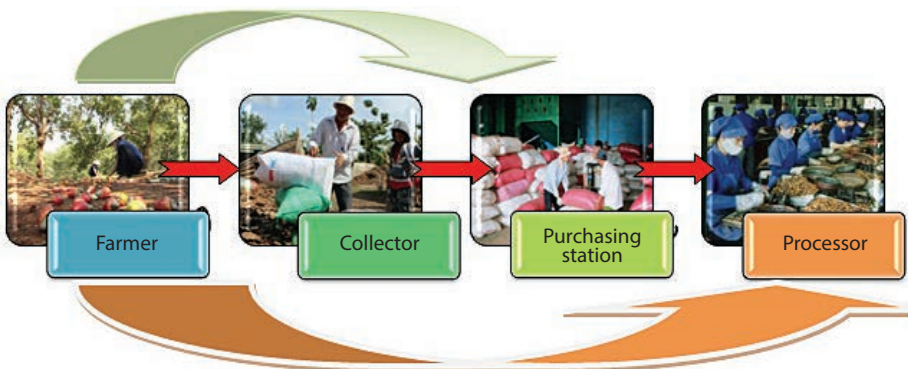 Farmer
Collector
Purchasing
station
Processor